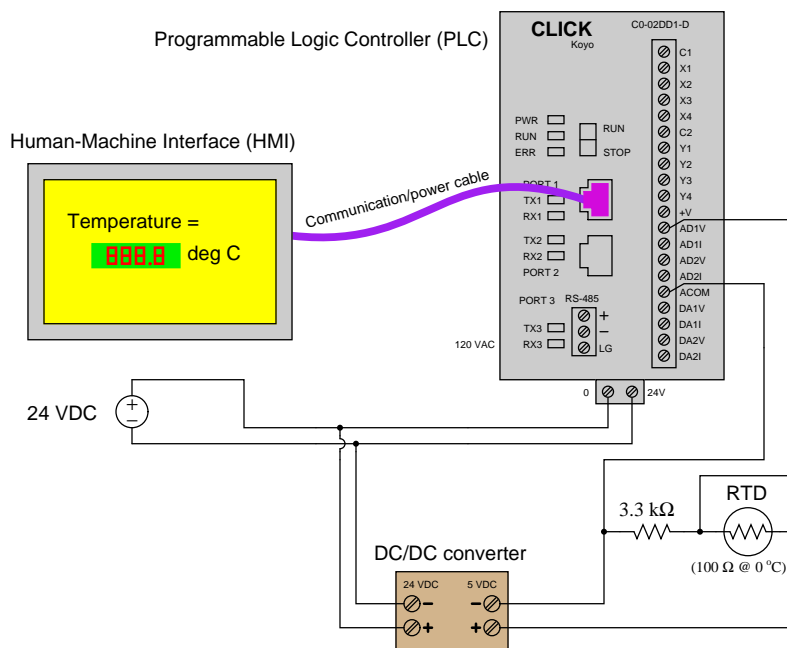 Programmable Logic Controller (PLC)
CLICK
Koyo
C0-02DD1-D
C1
X1
X2
X3
X4
C2
Y1
Y2
Y3
Y4
+V
AD1V
AD1I
AD2V
AD2I
ACOM
DA1V
DA1I
DA2V
DA2I
PWR
RUN
ERR
RUN
STOP
PORT 1
TX1
RX1
TX2
RX2
PORT 2
PORT 3
RS-485
+
−
LG
TX3
RX3
120 VAC
0
24V
Human-Machine Interface (HMI)
Temperature =
888.8 deg C
Communication/power cable
24 VDC
+
−
3.3 kΩ
RTD
(100 Ω @ 0 °C)
DC/DC converter
24 VDC
5 VDC
−
−
+
+